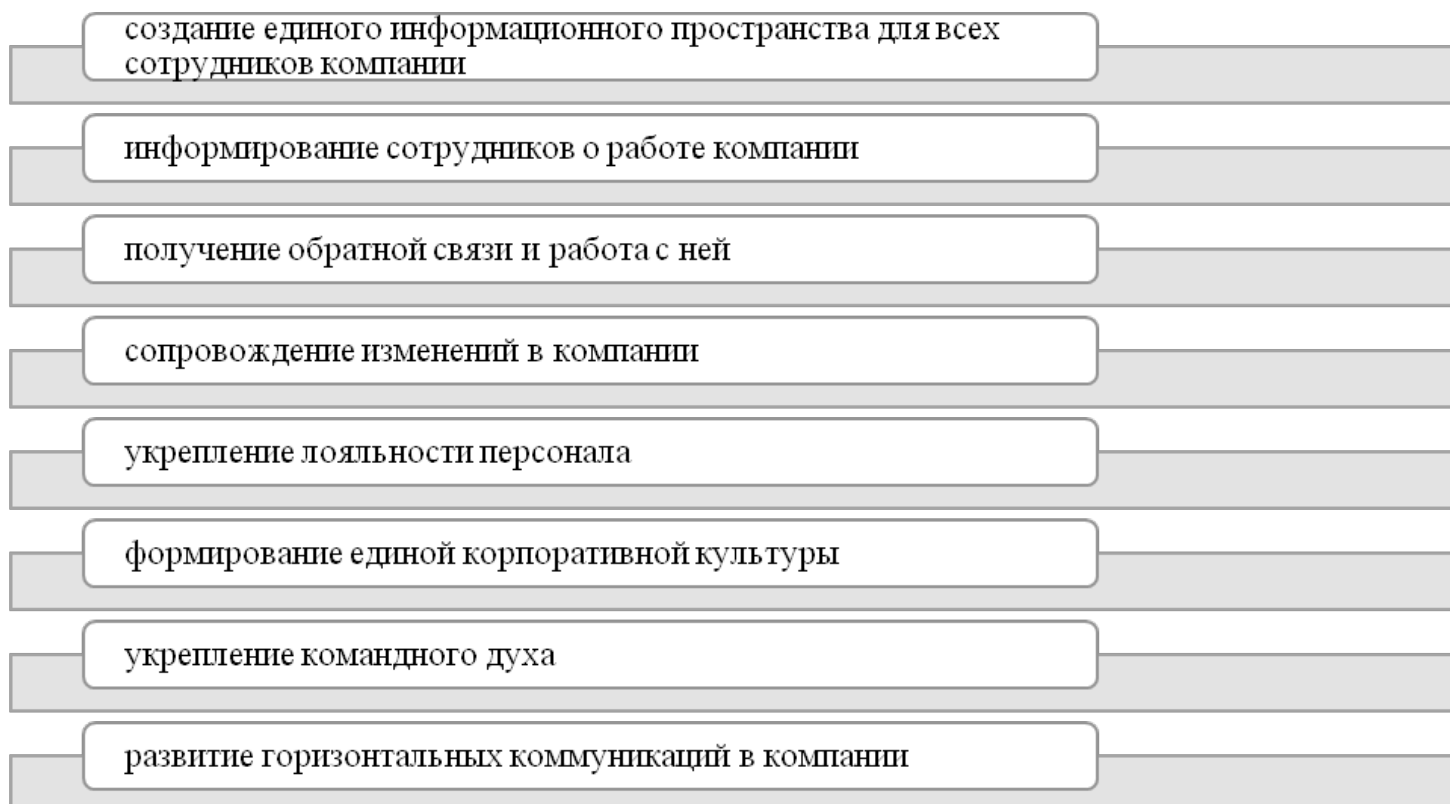 создание единого информационного пространства для всех
сотрудников компании
информирование сотрудников о работе компании
получение обратной связи и работа с ней
сопровождение изменений в компании
укрепление лояльности персонала
формирование единой корпоративной культуры
укрепление командного духа
развитие горизонтальных коммуникаций в компании